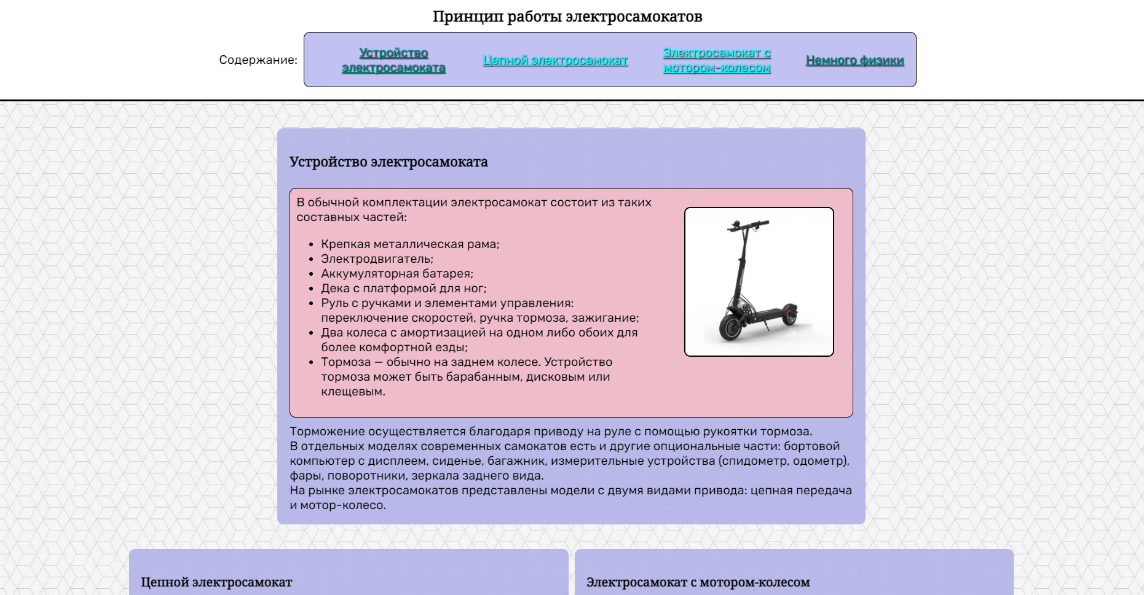 Принцип работы электросамокатов
Содержание:
Устройство
электросамоката
Цепной электросамокат
Электросамокат с
мотором-колесом
Немного физики
Устройство электросамоката
В обычной комплектации электросамокат состоит из таких
составных частей:
• Крепкая металлическая рама;
• Электродвигатель;
• Аккумуляторная батарея;
• Дека с платформой для ног;
• Руль с ручками и элементами управления:
переключение скоростей, ручка тормоза, зажигание;
• Два колеса с амортизацией на одном либо обоих для
более комфортной езды;
• Тормоза — обычно на заднем колесе. Устройство
тормоза может быть барабанным, дисковым или
клещевым.
Торможение осуществляется благодаря приводу на руле с помощью рукоятки тормоза.
В отдельных моделях современных самокатов есть и другие опциональные части: бортовой
компьютер с дисплеем, сиденье, багажник, измерительные устройства (спидометр, одометр),
фары, поворотники, зеркала заднего вида.
На рынке электросамокатов представлены модели с двумя видами привода: цепная передача
и мотор-колесо.
Цепной электросамокат
Электросамокат с мотором-колесом